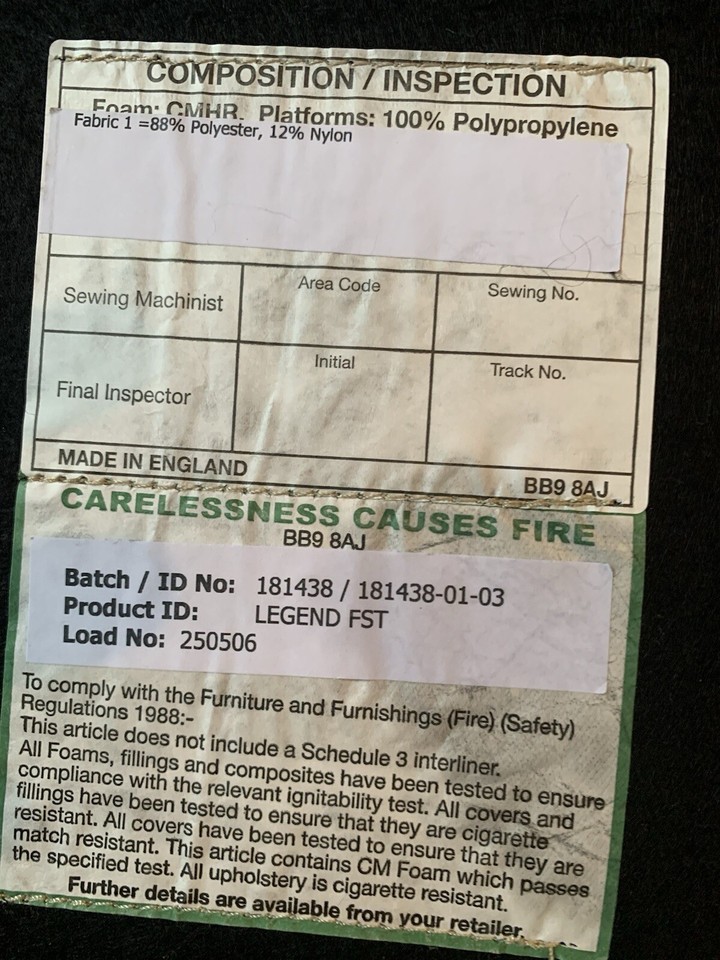 COMPOSITION / INSPECTION
Foam: CMHR. Platforms: 100% Polypropylene
Fabric 1 =88% Polyester, 12% Nylon
Sewing Machinist
Area Code
Sewing No.
Final Inspector
Initial
Track No.
MADE IN ENGLAND
BB9 8AJ
CARELESSNESS CAUSES FIRE
BB9 8AJ
Batch / ID No: 181438 / 181438-01-03
Product ID: LEGEND FST
Load No: 250506
To comply with the Furniture and Furnishings (Fire) (Safety)
Regulations 1988:-
This article does not include a Schedule 3 interliner.
All Foams, fillings and composites have been tested to ensure
compliance with the relevant ignitability test. All covers and
fillings have been tested to ensure that they are cigarette
resistant. All covers have been tested to ensure that they are
match resistant. This article contains CM Foam which passes
the specified test. All upholstery is cigarette resistant.
Further details are available from your retailer.